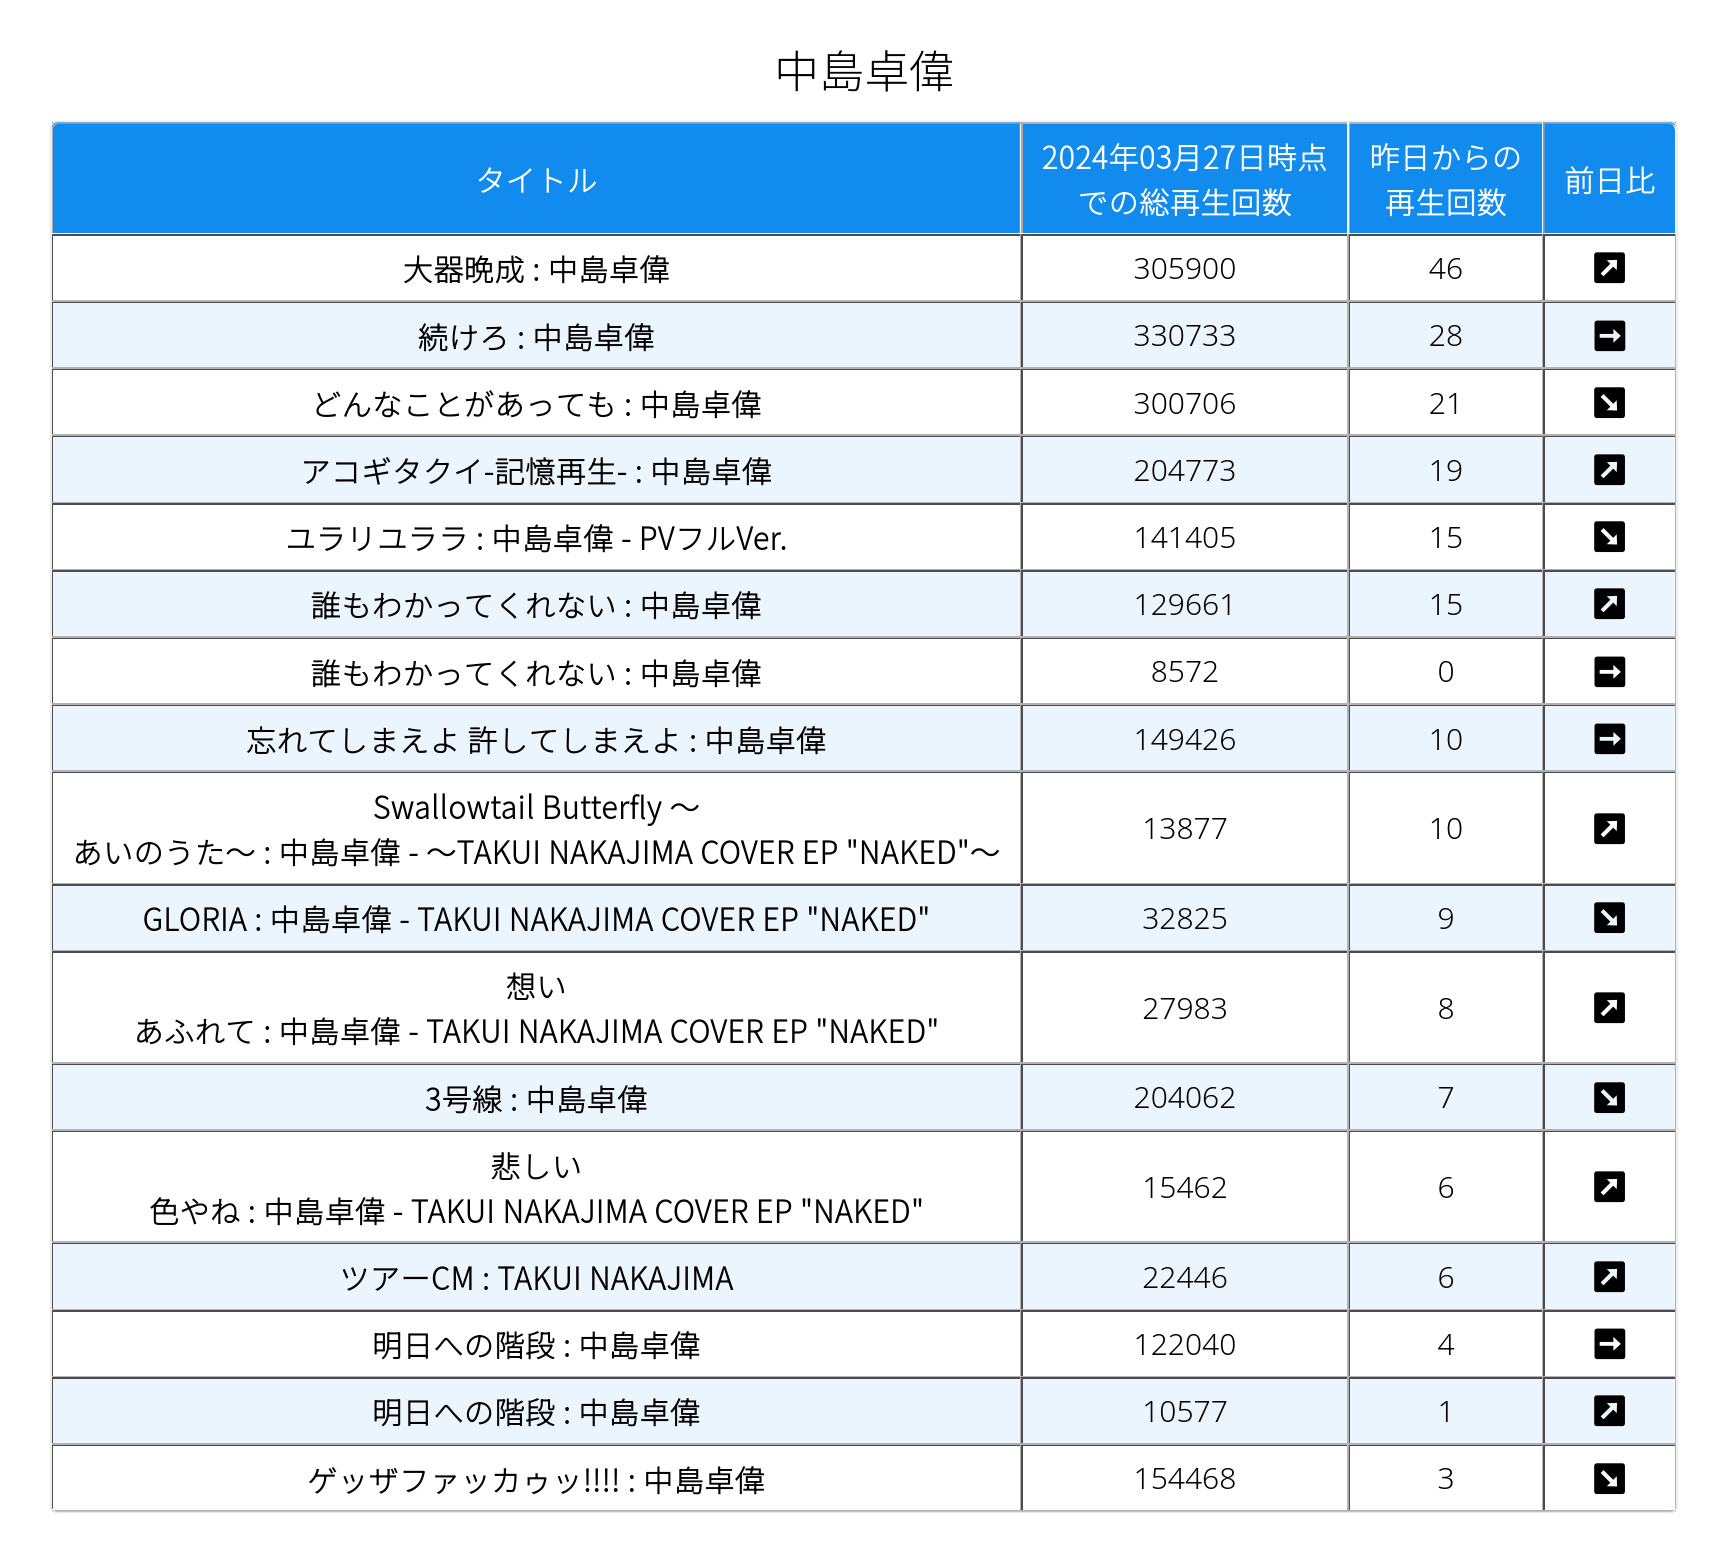 中島卓偉
タイトル
2024年03月27日時点
での総再生回数
昨日からの
再生回数
前日比
大器晩成 : 中島卓偉 305900 46
続けろ : 中島卓偉 330733 28
どんなことがあっても : 中島卓偉 300706 21
アコギタクイ-記憶再生- : 中島卓偉 204773 19
ユラリユララ : 中島卓偉 - PVフルVer. 141405 15
誰もわかってくれない : 中島卓偉 129661 15
誰もわかってくれない : 中島卓偉 8572 0
忘れてしまえよ 許してしまえよ : 中島卓偉 149426 10
Swallowtail Butterfly 〜
あいのうた〜 : 中島卓偉 - 〜TAKUI NAKAJIMA COVER EP "NAKED"〜 13877 10
GLORIA : 中島卓偉 - TAKUI NAKAJIMA COVER EP "NAKED" 32825 9
想い
あふれて : 中島卓偉 - TAKUI NAKAJIMA COVER EP "NAKED" 27983 8
3号線 : 中島卓偉 204062 7
悲しい
色やね : 中島卓偉 - TAKUI NAKAJIMA COVER EP "NAKED" 15462 6
ツアーCM : TAKUI NAKAJIMA 22446 6
明日への階段 : 中島卓偉 122040 4
明日への階段 : 中島卓偉 10577 1
ゲッザファッカゥッ!!!! : 中島卓偉 154468 3